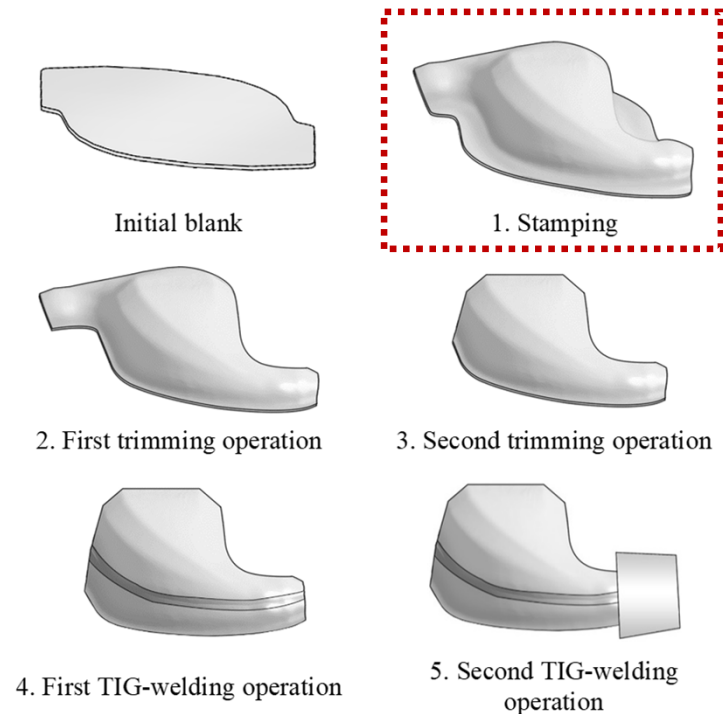 Initial blank
1. Stamping
2. First trimming operation
3. Second trimming operation
4. First TIG-welding operation
5. Second TIG-welding
operation